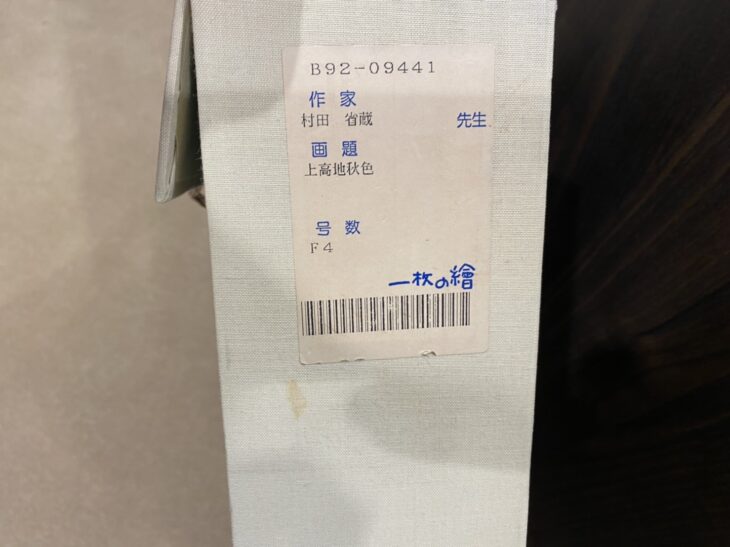 B92-09441
作家
村田 省蔵 先生
画題
上高地秋色
号数
F4
一枚の繪